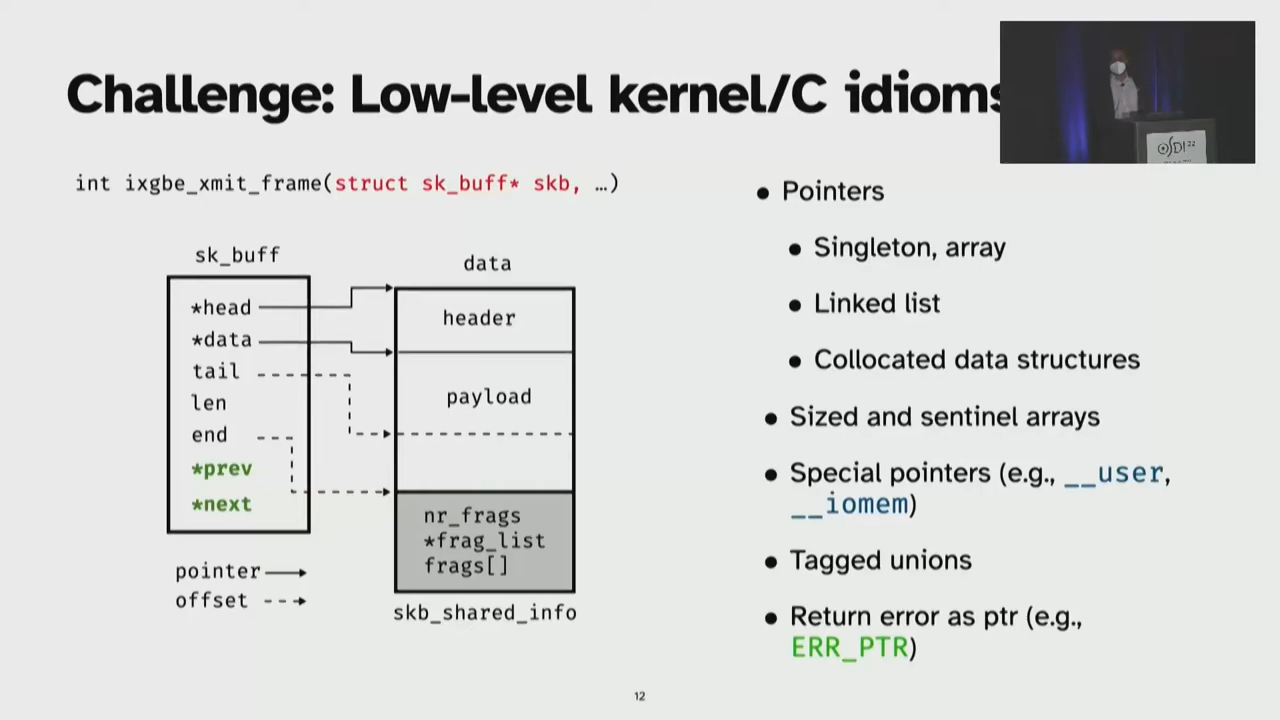 Challenge: Low-level kernel/C idioms
int ixgbe_xmit_frame(struct sk_buff* skb, …)
sk_buff
*head
*data
tail
len
end
*prev
*next
pointer
offset
data
header
payload
nr_frags
*frag_list
frags[]
skb_shared_info
• Pointers
• Singleton, array
• Linked list
• Collocated data structures
• Sized and sentinel arrays
• Special pointers (e.g., __user,
__iomem)
• Tagged unions
• Return error as ptr (e.g.,
ERR_PTR)
OSDI 22
12